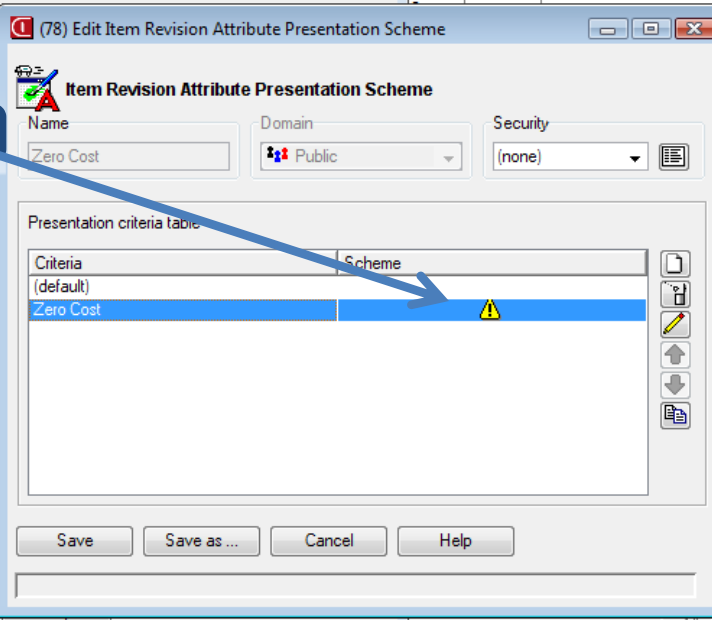 (78) Edit Item Revision Attribute Presentation Scheme
Item Revision Attribute Presentation Scheme
Name
Domain
Security
Zero Cost
Public
(none)
Presentation criteria table
Criteria
Scheme
(default)
Zero Cost
Save
Save as ...
Cancel
Help